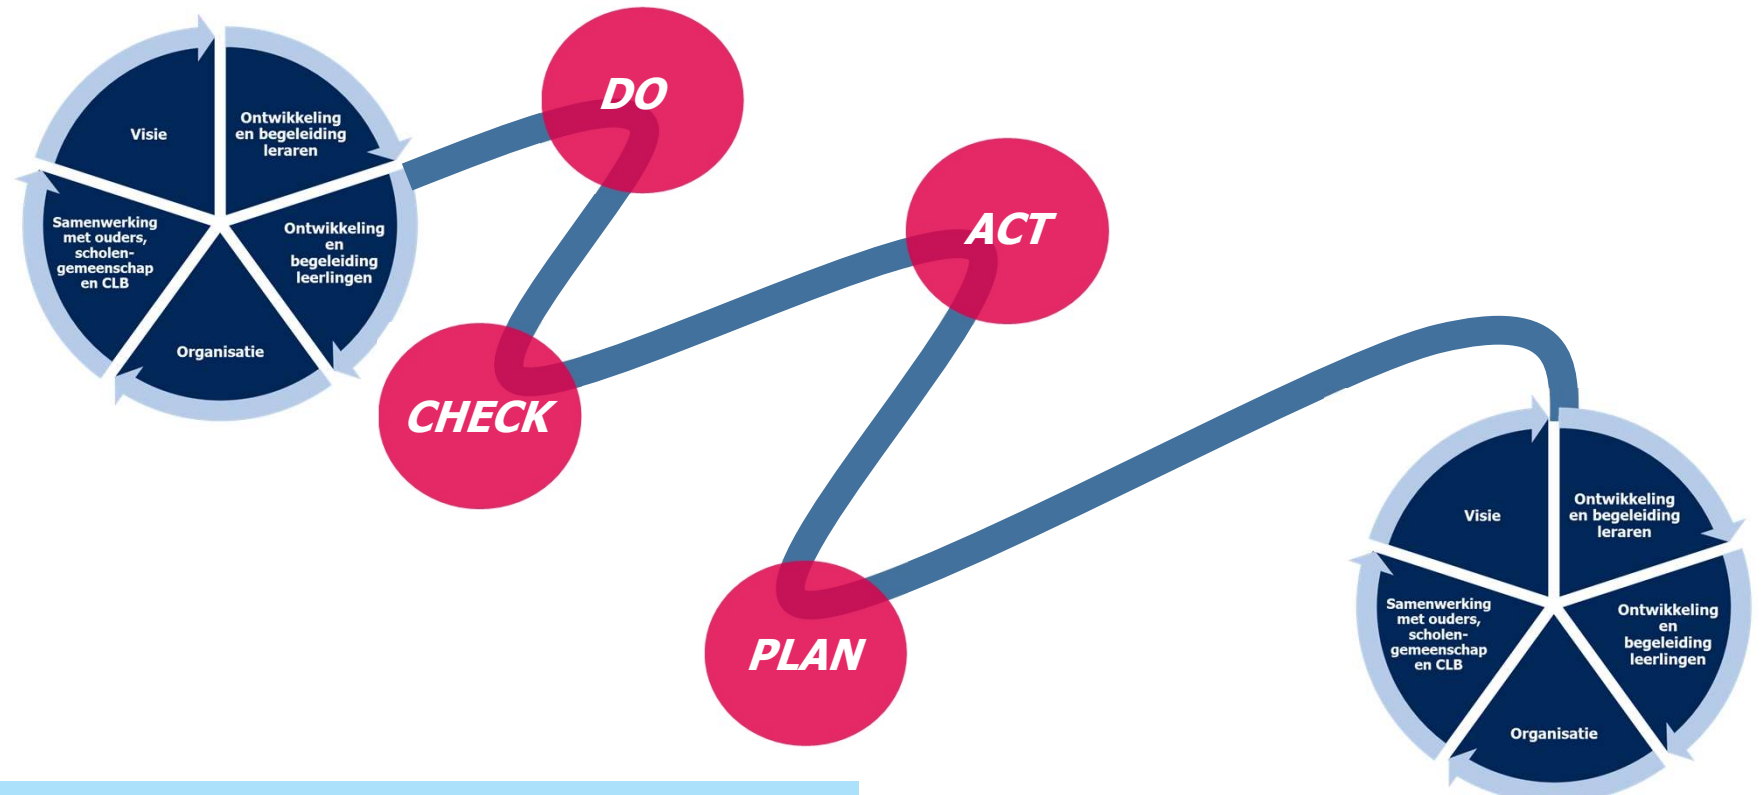 Visie
Ontwikkeling
en begeleiding
leraren
Ontwikkeling
en
begeleiding
leerlingen
Organisatie
Samenwerking
met ouders,
scholen-
gemeenschap
en CLB
DO
CHECK
ACT
PLAN
Visie
Ontwikkeling
en begeleiding
leraren
Ontwikkeling
en
begeleiding
leerlingen
Organisatie
Samenwerking
met ouders,
scholen-
gemeenschap
en CLB